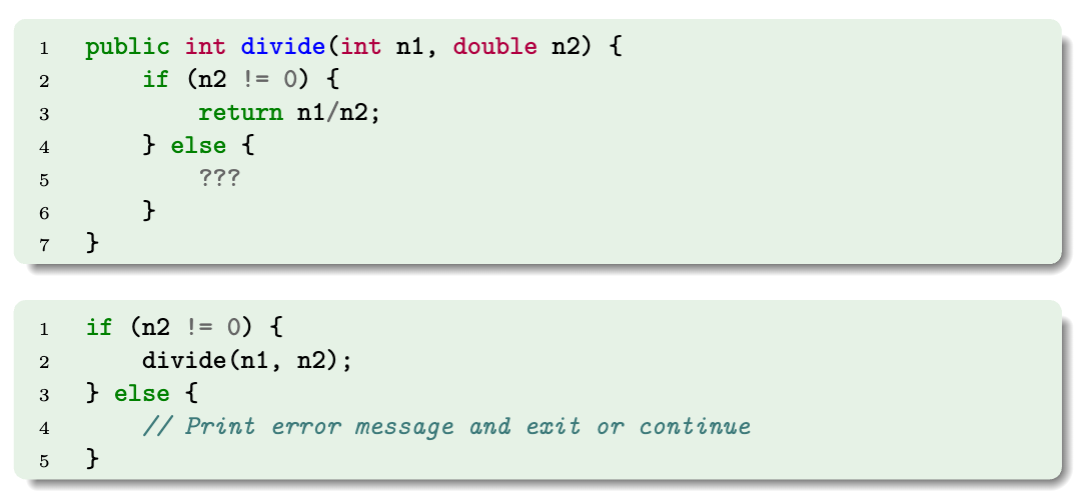 1 public int divide(int n1, double n2) {
2     if (n2 != 0) {
3         return n1/n2;
4     } else {
5         ???
6     }
7 }
1 if (n2 != 0) {
2     divide(n1, n2);
3 } else {
4     // Print error message and exit or continue
5 }